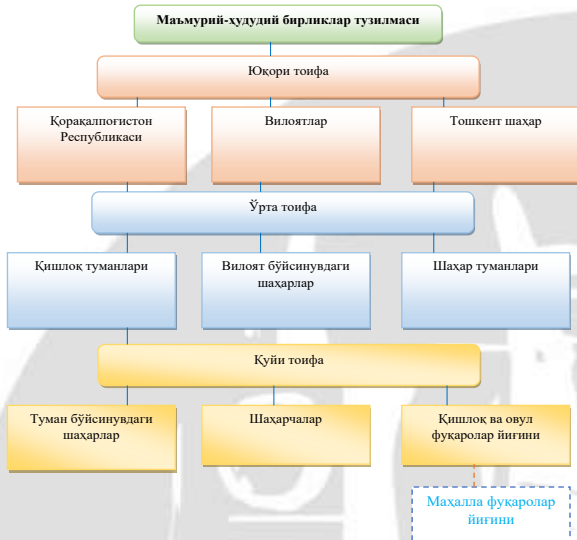 Маъмурий-ҳудудий бирликлар тузилмаси
Юқори тоифа
Қорақалпоғистон
Республикаси
Вилоятлар
Тошкент шаҳар
Ўрта тоифа
Қишлоқ туманлари
Вилоят бўйсинувдаги
шаҳарлар
Шаҳар туманлари
Қуйи тоифа
Туман бўйсинувдаги
шаҳарлар
Шаҳарчалар
Қишлоқ ва овул
фуқаролар йиғини
Маҳалла фуқаролар
йиғини